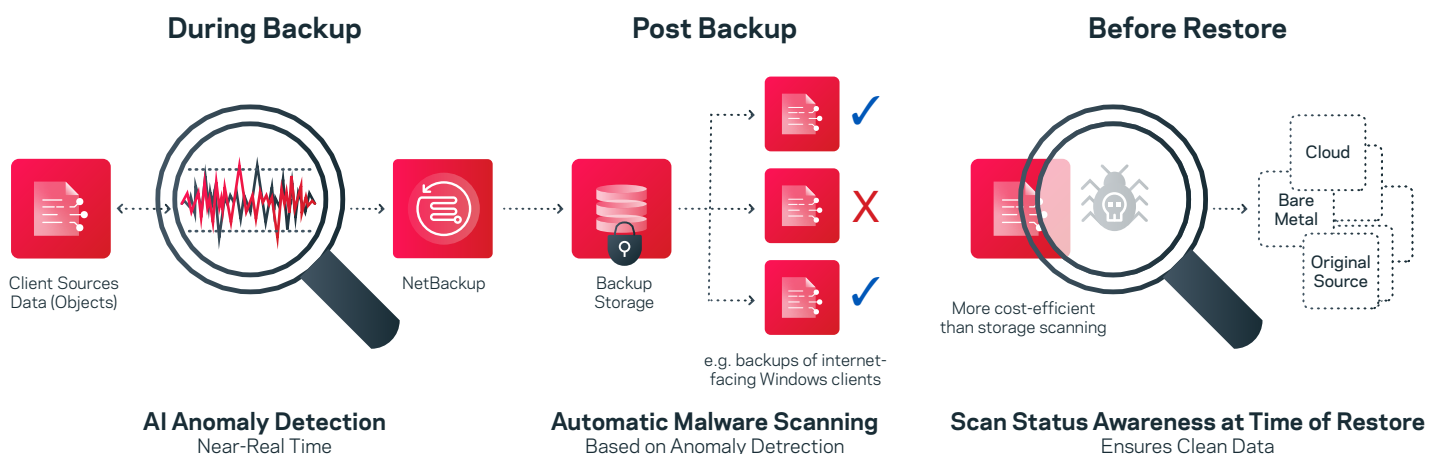 During Backup
Post Backup
Before Restore
Client Sources
Data (Objects)
NetBackup
Backup
Storage
X
e.g. backups of internet-
facing Windows clients
More cost-efficient
than storage scanning
Cloud
Bare
Metal
Original
Source
AI Anomaly Detection
Near-Real Time
Automatic Malware Scanning
Based on Anomaly Detrection
Scan Status Awareness at Time of Restore
Ensures Clean Data